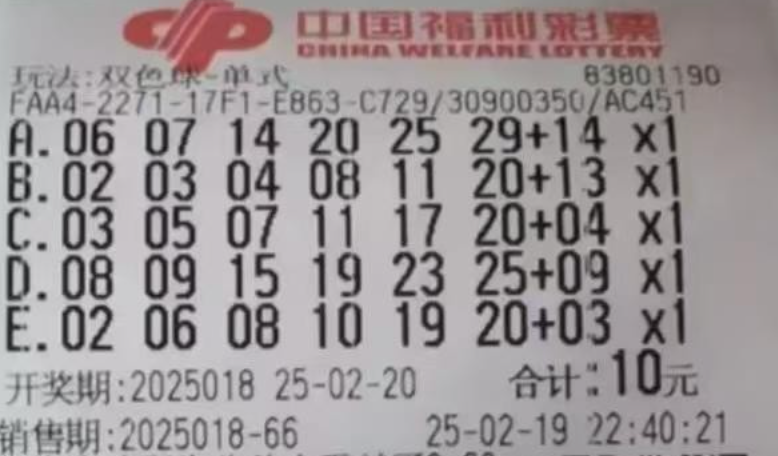 中国福利彩票
CHINA WELFARE LOTTERY
玩法:双色球-单式 83801190
FAA4-2271-17F1-E863-C729/30900350/AC451
A.06 07 14 20 25 29+14 x1
B.02 03 04 08 11 20+13 x1
C.03 05 07 11 17 20+04 x1
D.08 09 15 19 23 25+09 x1
E.02 06 08 10 19 20+03 x1
开奖期:2025018 25-02-20 合计:10元
销售期:2025018-66 25-02-19 22:40:21